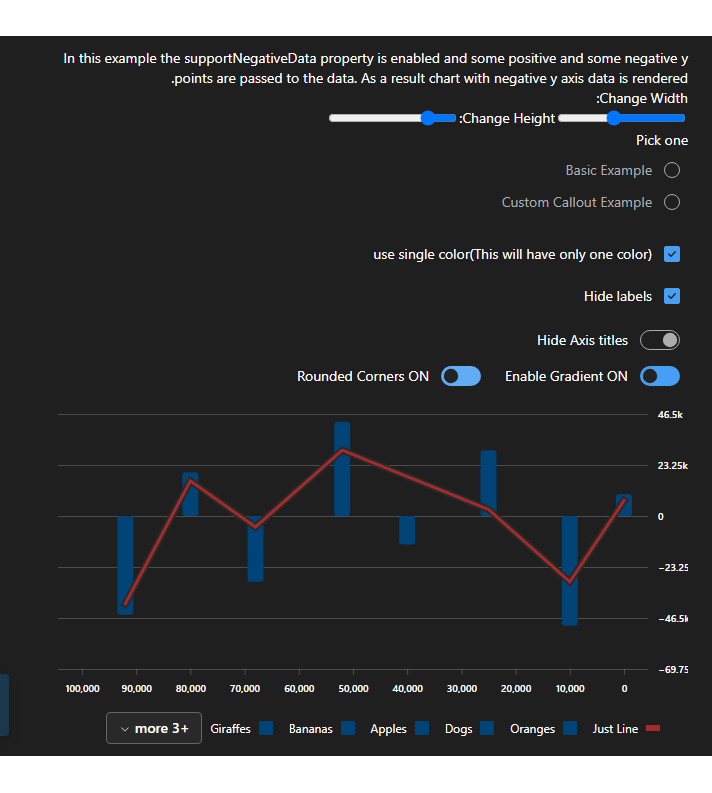 In this example the supportNegativeData property is enabled and some positive and some negative y
.points are passed to the data. As a result chart with negative y axis data is rendered
:Change Width
:Change Height
Pick one
Basic Example
Custom Callout Example
use single color(This will have only one color)
Hide labels
Hide Axis titles
Rounded Corners ON Enable Gradient ON
46.5k
23.25k
0
−23.25
−46.5k
−69.75
100,000 90,000 80,000 70,000 60,000 50,000 40,000 30,000 20,000 10,000 0
more 3+ Giraffes Bananas Apples Dogs Oranges Just Line